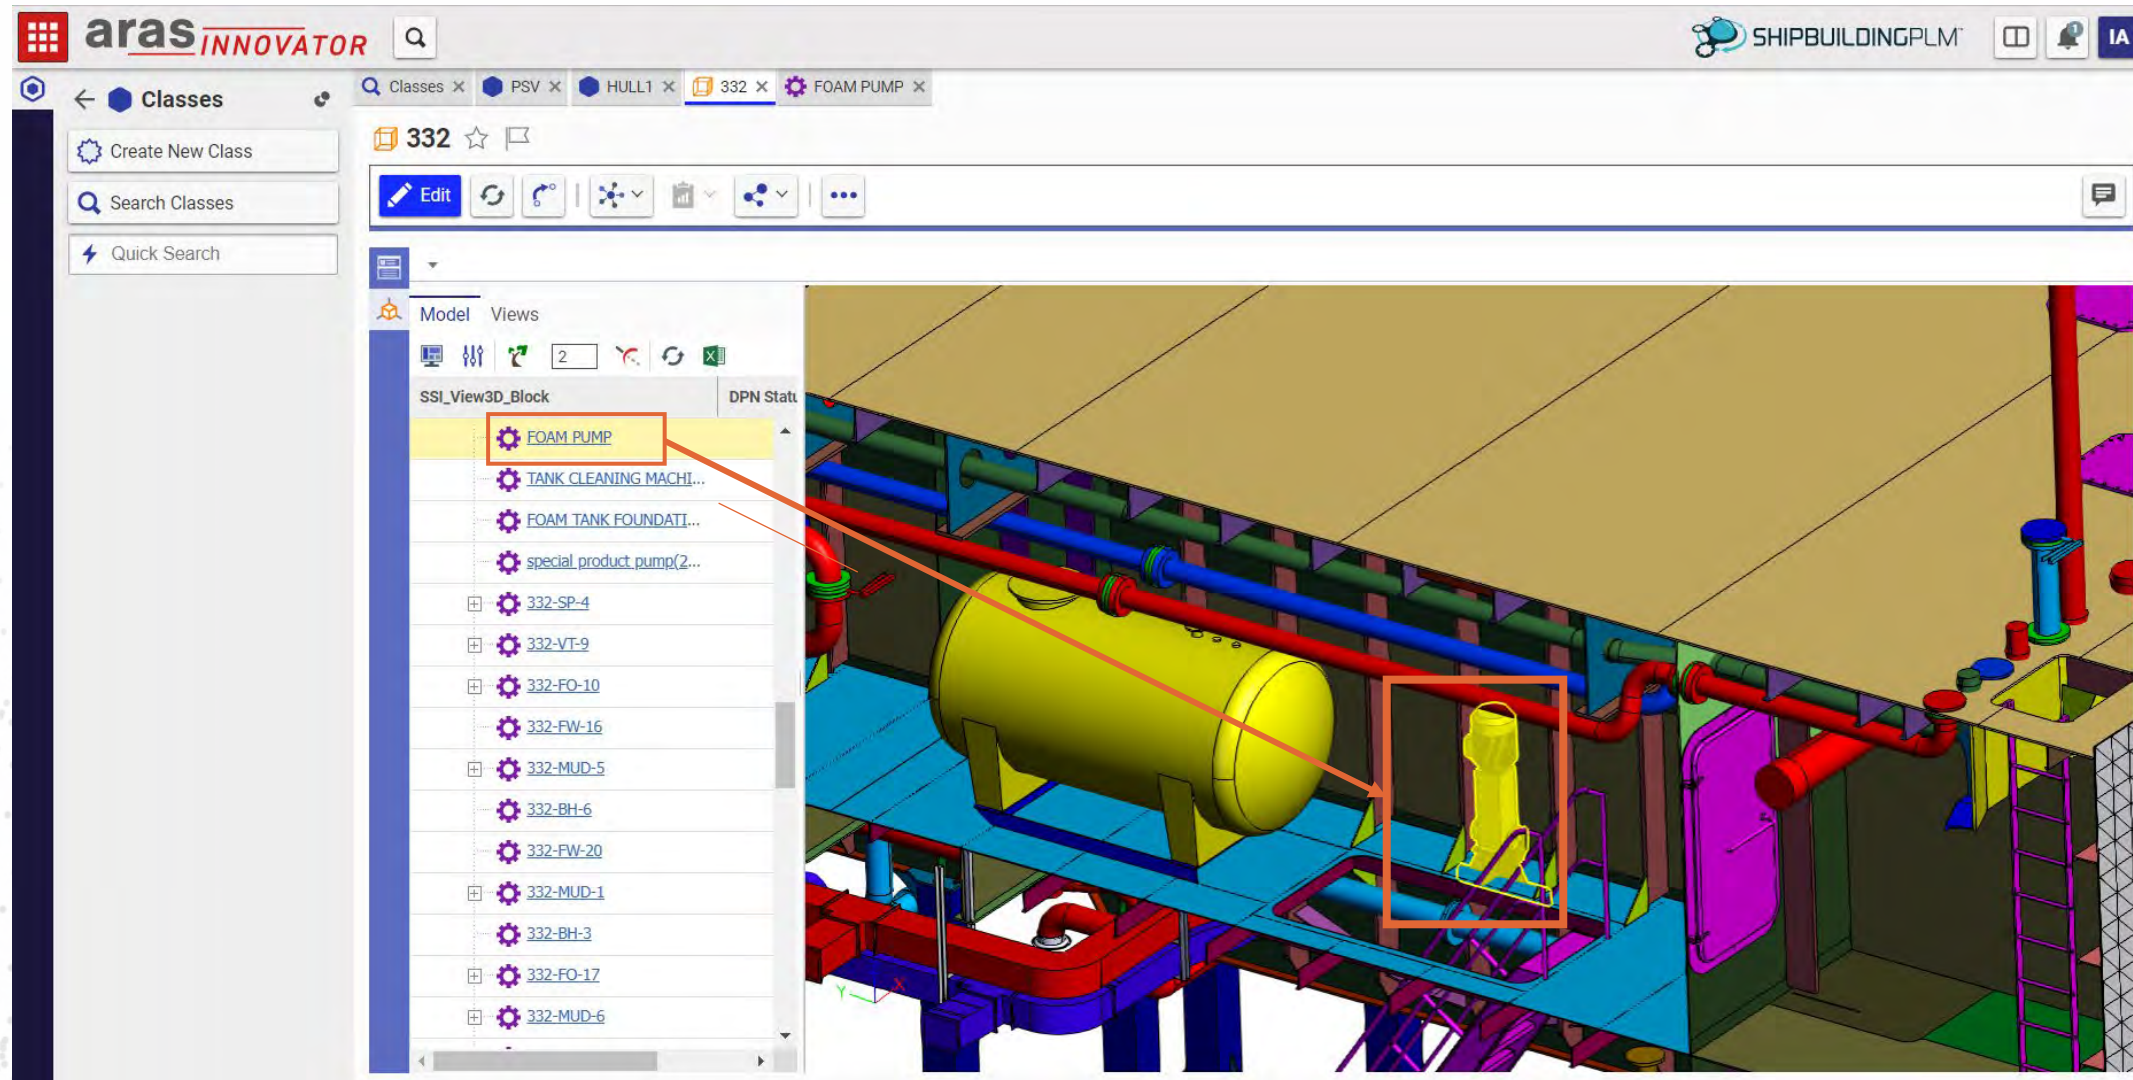 aras INNOVATOR
SHIPBUILDINGPLM™
1
IA
Classes
Classes
PSV
HULL1
332
FOAM PUMP
332
Create New Class
Search Classes
Quick Search
Edit
Model
Views
2
SSI_View3D_Block
DPN Statu
FOAM PUMP
TANK CLEANING MACHI...
FOAM TANK FOUNDATI...
special product pump(2...
332-SP-4
332-VT-9
332-FO-10
332-FW-16
332-MUD-5
332-BH-6
332-FW-20
332-MUD-1
332-BH-3
332-FO-17
332-MUD-6
Y
X